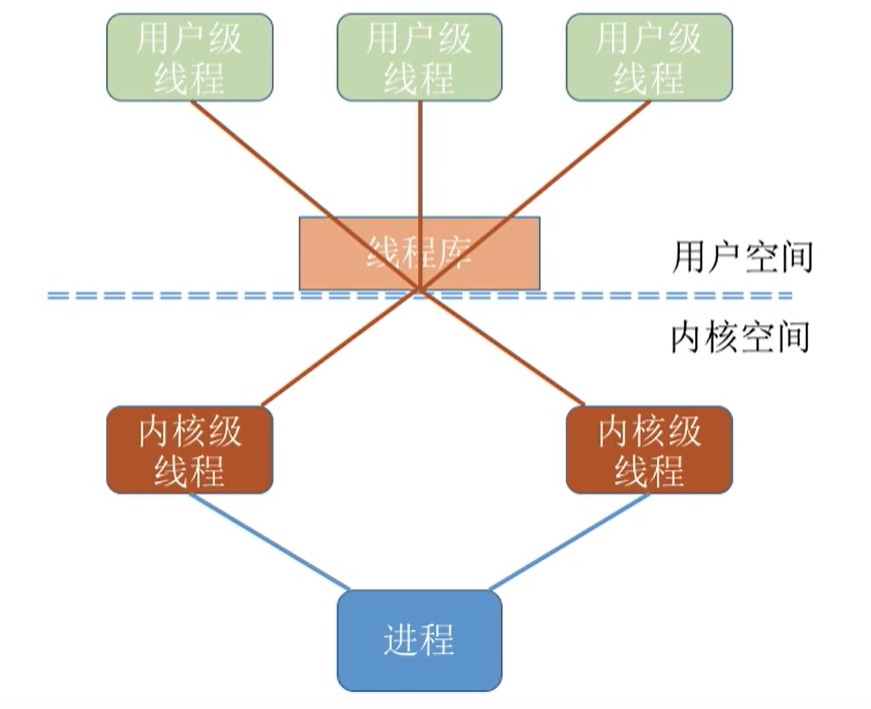 用户级
线程
用户级
线程
用户级
线程
线程库
用户空间
内核空间
内核级
线程
内核级
线程
进程